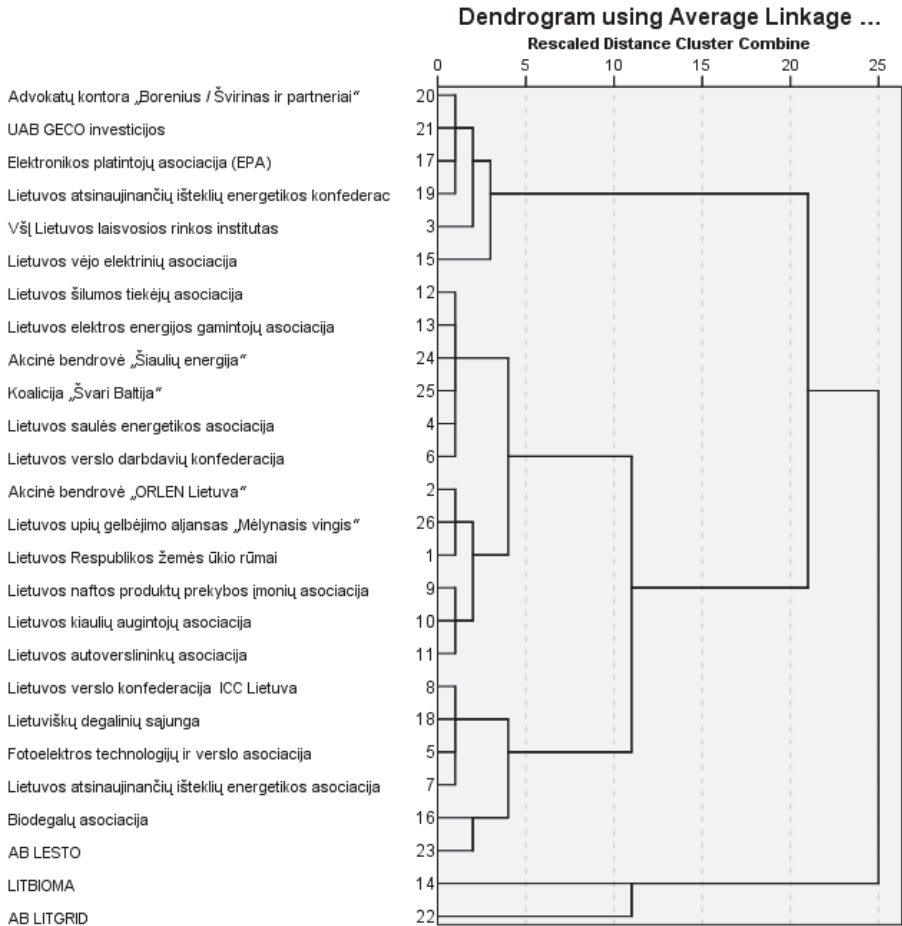 Dendrogram using Average Linkage ...
Rescaled Distance Cluster Combine
0 5 10 15 20 25
Advokatų kontora „Borenius / Švirinas ir partneriai“ 20
UAB GECO investicijos 21
Elektronikos platintojų asociacija (EPA) 17
Lietuvos atsinaujinančių išteklių energetikos konfederac 19
VšĮ Lietuvos laisvosios rinkos institutas 3
Lietuvos vėjo elektrinių asociacija 15
Lietuvos šilumos tiekėjų asociacija 12
Lietuvos elektros energijos gamintojų asociacija 13
Akcinė bendrovė „Šiaulių energija“ 24
Koalicija „Švari Baltija“ 25
Lietuvos saulės energetikos asociacija 4
Lietuvos verslo darbdavių konfederacija 6
Akcinė bendrovė „ORLEN Lietuva“ 2
Lietuvos upių gelbėjimo aljansas „Mėlynasis vingis“ 26
Lietuvos Respublikos žemės ūkio rūmai 1
Lietuvos naftos produktų prekybos įmonių asociacija 9
Lietuvos kiaulių augintojų asociacija 10
Lietuvos autoverslininkų asociacija 11
Lietuvos verslo konfederacija ICC Lietuva 8
Lietuviškų degalinių sąjunga 18
Fotoelektros technologijų ir verslo asociacija 5
Lietuvos atsinaujinančių išteklių energetikos asociacija 7
Biodegalų asociacija 16
AB LESTO 23
LITBIOMA 14
AB LITGRID 22